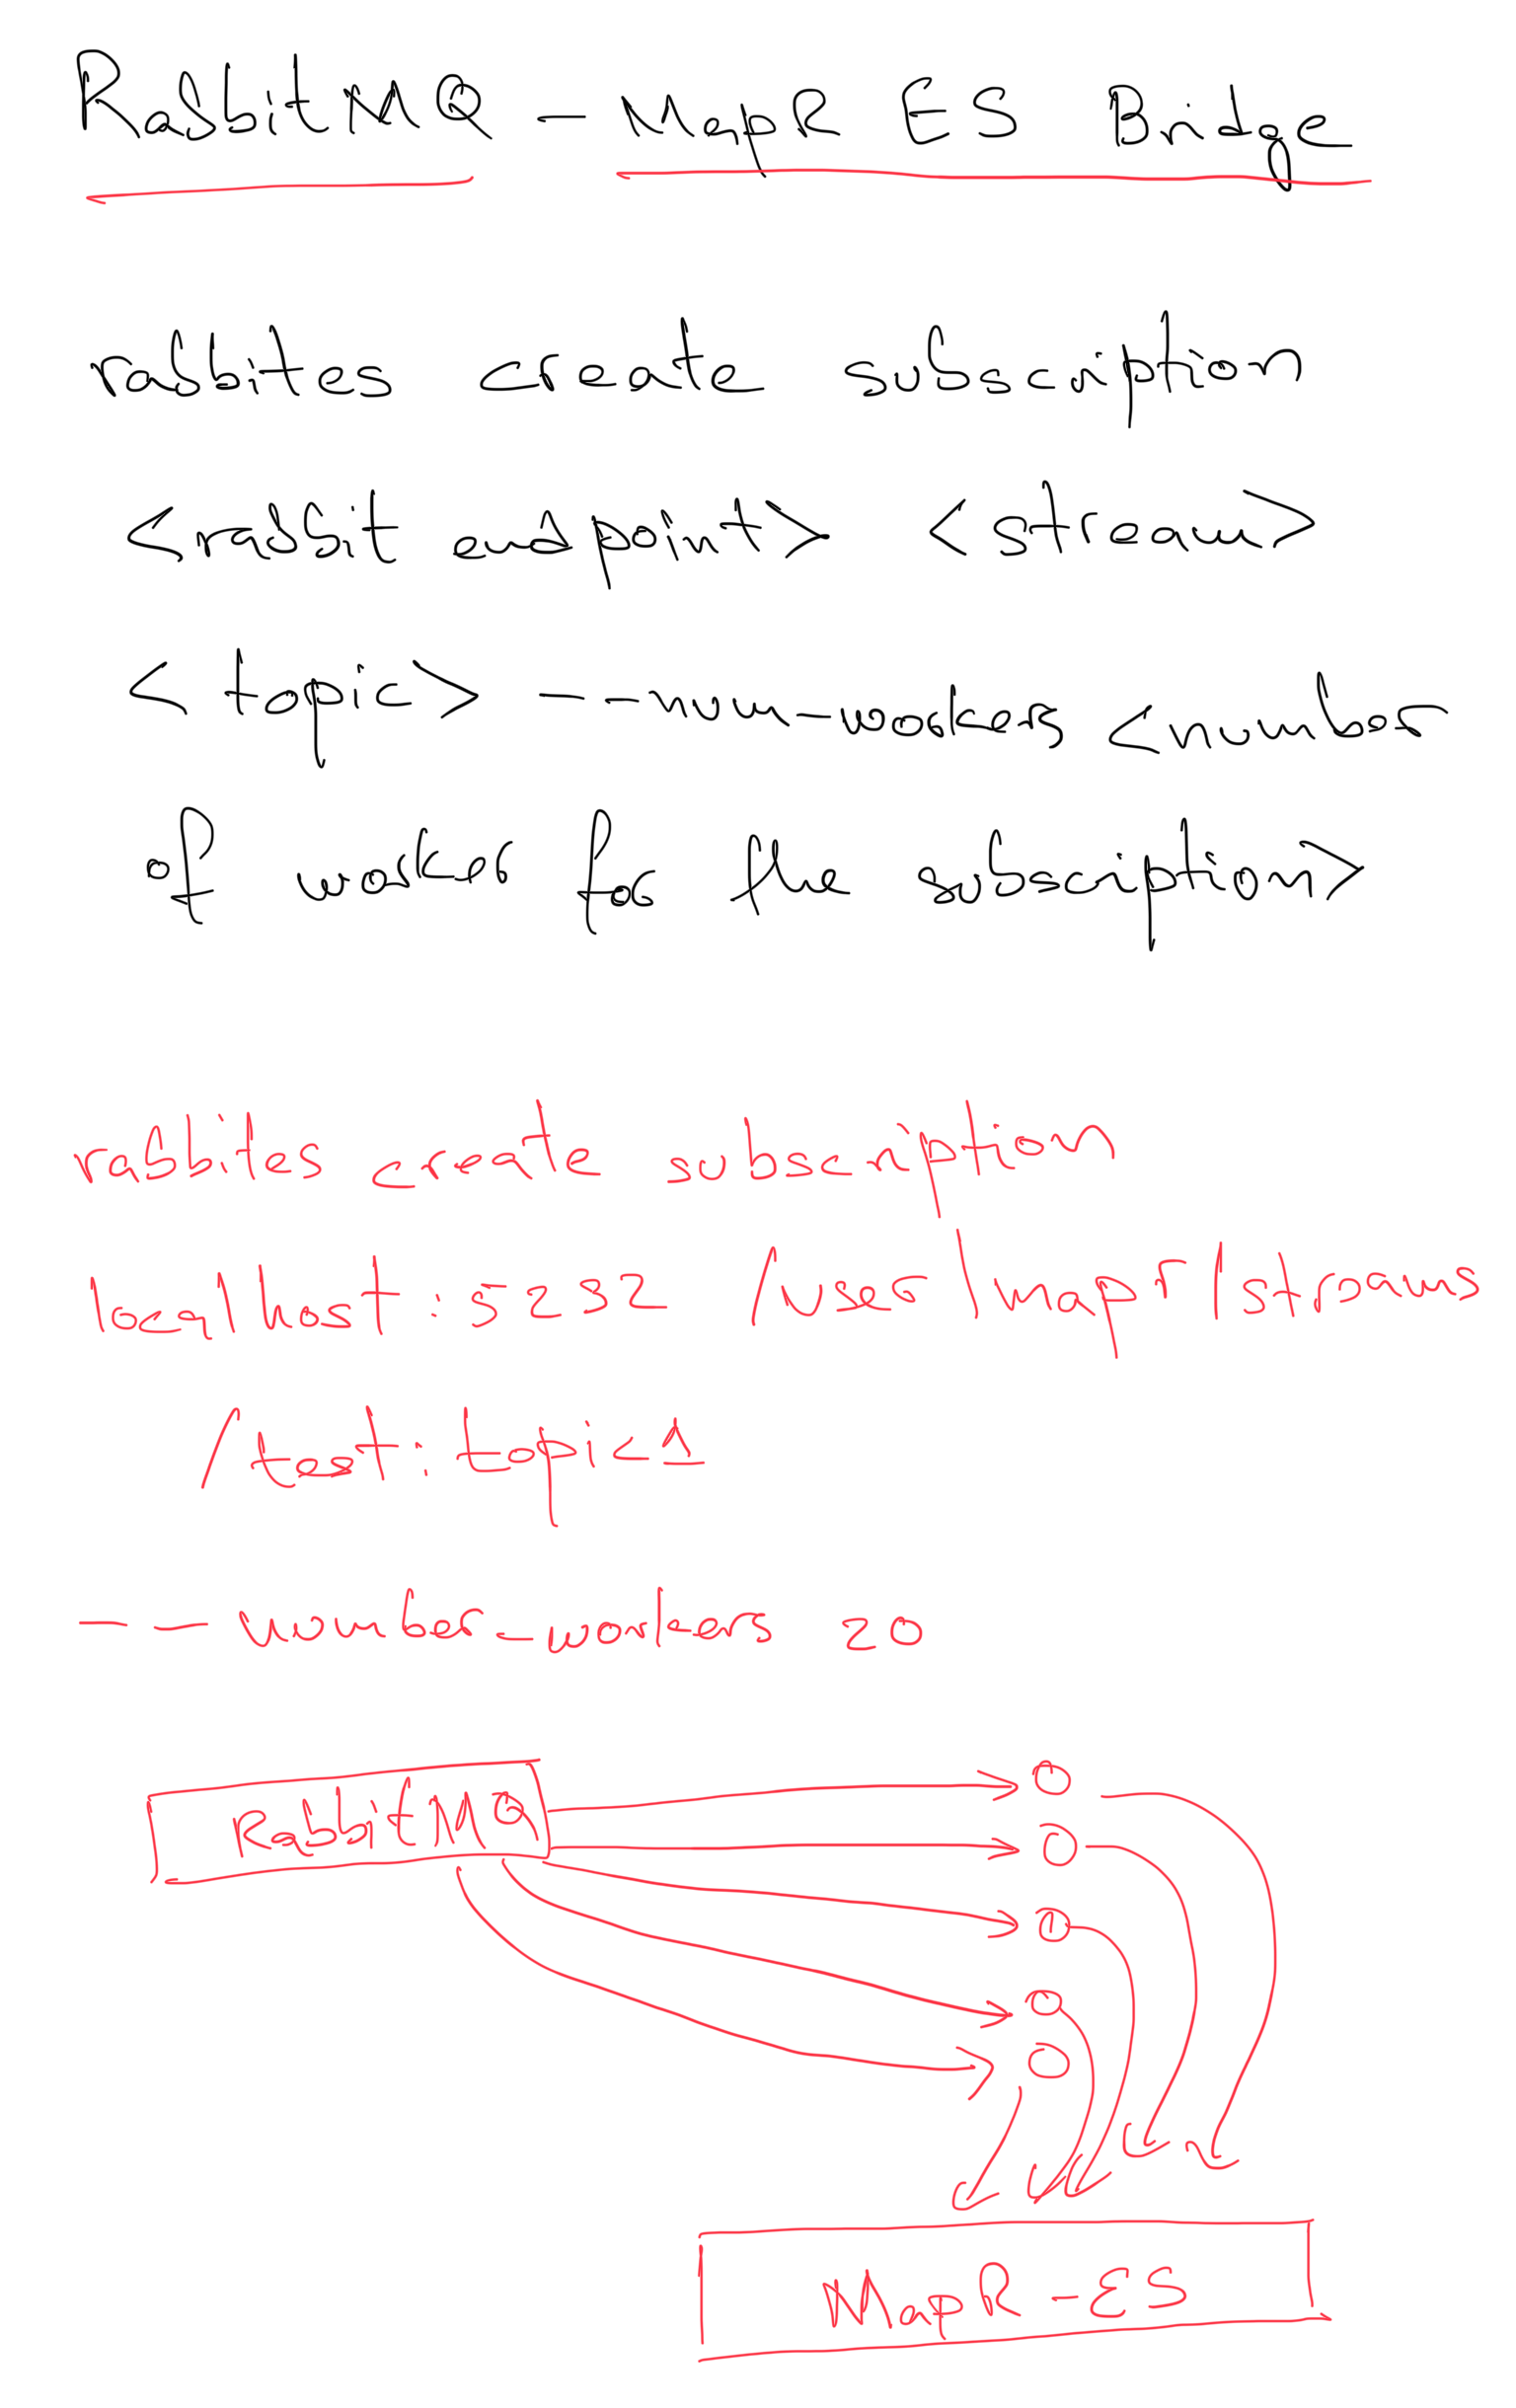 RabbitMQ - MapR ES Bridge
rabbites create subscription
<rabbit endpoint> <stream>
<topic> --num-workers <number
of worker for the subscription>
rabbites create subscription
localhost:5232 /user/mapr/streams
/test:topic1
--number-workers 20
RabbitMQ
MapR-ES